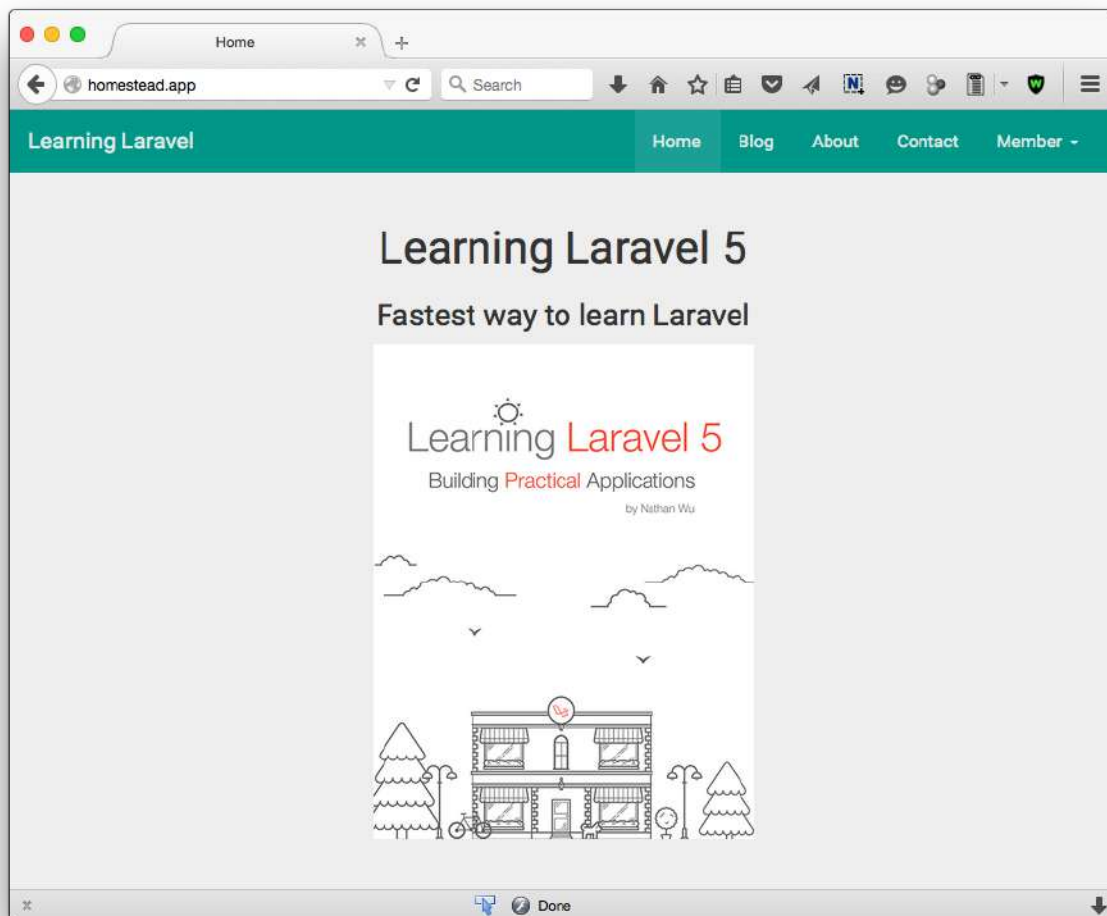 Home
homestead.app
Search
Learning Laravel
Home Blog About Contact Member
Learning Laravel 5
Fastest way to learn Laravel
Learning Laravel 5
Building Practical Applications
by Nathan Wu
Done